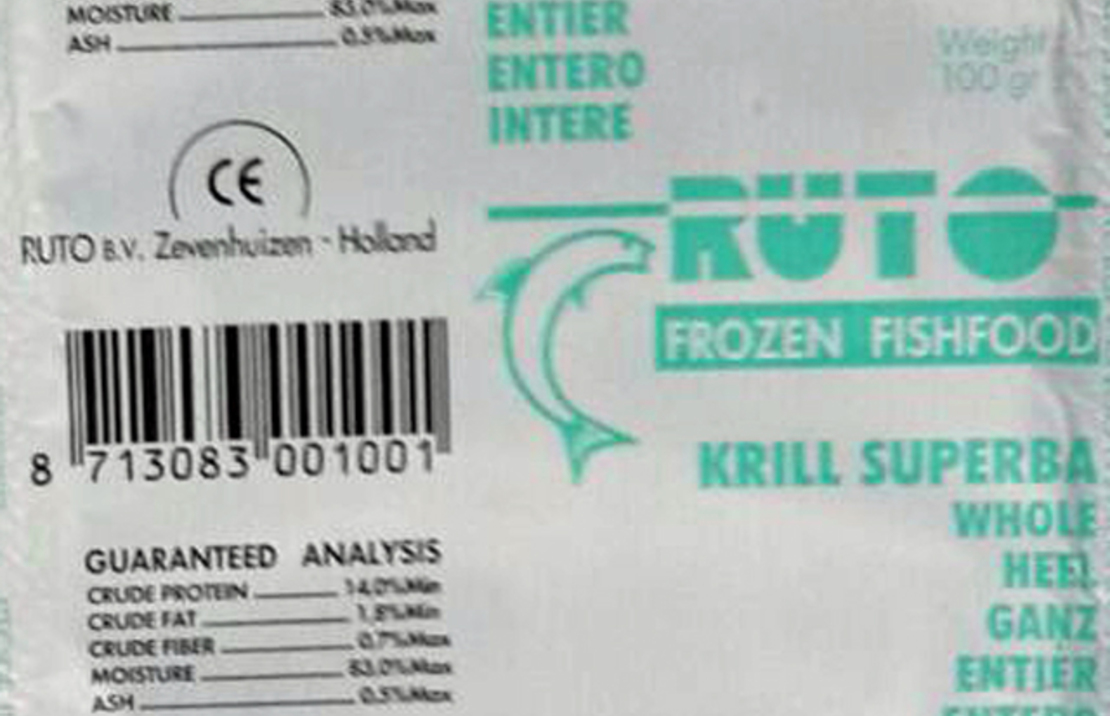 MOISTURE 83.0%Max
ASH 0.5%Max
CE
RUTO B.V. Zevenhuizen - Holland
8 713083 001001
GUARANTEED ANALYSIS
CRUDE PROTEIN 14.0%Min
CRUDE FAT 1.8%Min
CRUDE FIBER 0.7%Max
MOISTURE 83.0%Max
ASH 0.5%Max
ENTIER
ENTERO
INTERE
Weight
100 gr
RUTO
FROZEN FISHFOOD
KRILL SUPERBA
WHOLE
HEEL
GANZ
ENTIER
ENTERO